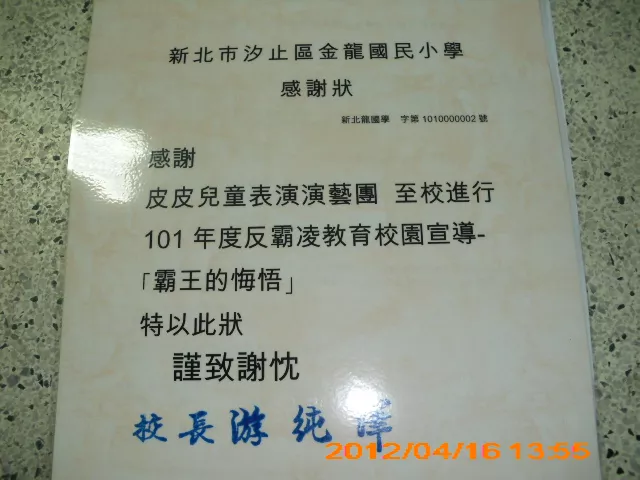 新北市汐止區金龍國民小學
感謝狀
新北龍國學 字第 1010000002 號
感謝
皮皮兒童表演演藝團 至校進行
101 年度反霸凌教育校園宣導-
「霸王的悔悟」
特以此狀
謹致謝忱
校長游純
2012/04/16 13:55